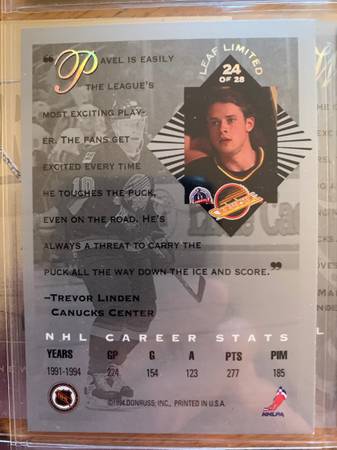 LEAF LIMITED
24
OF 28
"PAVEL IS EASILY
THE LEAGUE'S
MOST EXCITING PLAY-
ER. THE FANS GET
EXCITED EVERY TIME
HE TOUCHES THE PUCK,
EVEN ON THE ROAD. HE'S
ALWAYS A THREAT TO CARRY THE
PUCK ALL THE WAY DOWN THE ICE AND SCORE."
–TREVOR LINDEN
CANUCKS CENTER
NHL CAREER STATS
YEARS GP G A PTS PIM
1991-1994 224 154 123 277 185
©1994 DONRUSS, INC., PRINTED IN U.S.A.
NHLPA